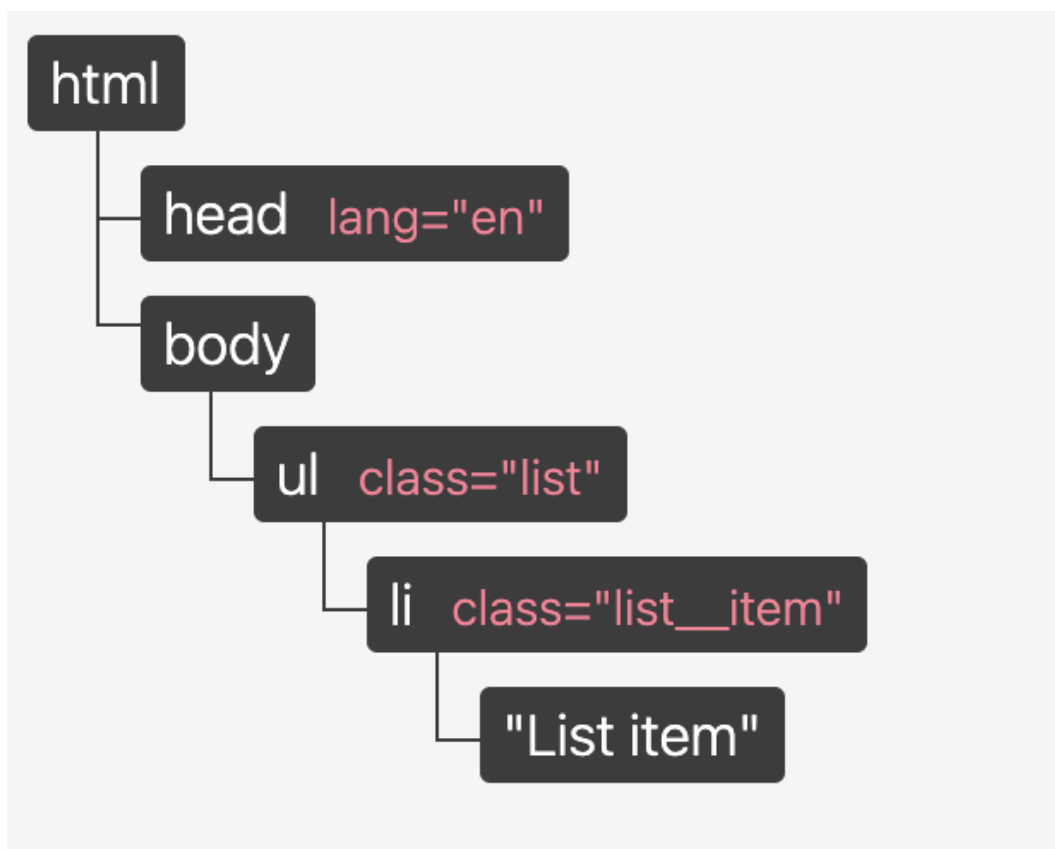 html
head lang="en"
body
ul class="list"
li class="list__item"
"List item"